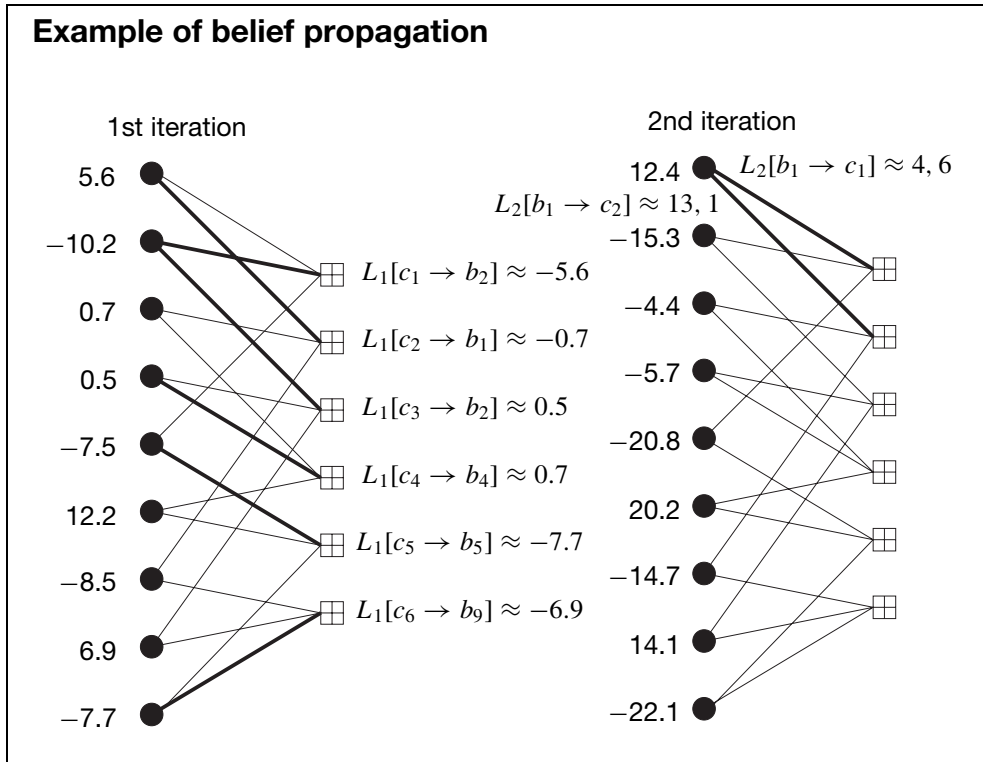 Example of belief propagation
1st iteration
5.6
−10.2
0.7
0.5
−7.5
12.2
−8.5
6.9
−7.7
L₁[c₁ → b₂] ≈ −5.6
L₁[c₂ → b₁] ≈ −0.7
L₁[c₃ → b₂] ≈ 0.5
L₁[c₄ → b₄] ≈ 0.7
L₁[c₅ → b₅] ≈ −7.7
L₁[c₆ → b₉] ≈ −6.9
2nd iteration
12.4
L₂[b₁ → c₁] ≈ 4, 6
L₂[b₁ → c₂] ≈ 13, 1
−15.3
−4.4
−5.7
−20.8
20.2
−14.7
14.1
−22.1